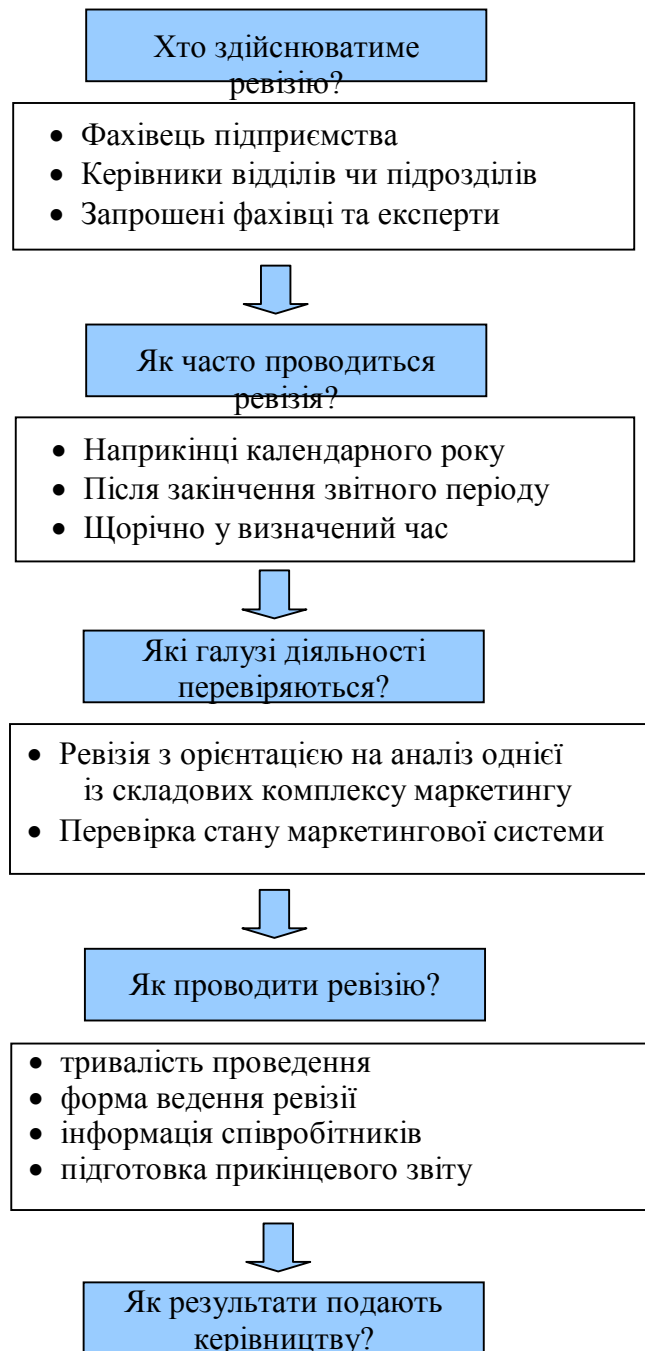 Хто здійснюватиме
ревізію?
• Фахівець підприємства
• Керівники відділів чи підрозділів
• Запрошені фахівці та експерти
Як часто проводиться
ревізія?
• Наприкінці календарного року
• Після закінчення звітного періоду
• Щорічно у визначений час
Які галузі діяльності
перевіряються?
• Ревізія з орієнтацією на аналіз однієї
із складових комплексу маркетингу
• Перевірка стану маркетингової системи
Як проводити ревізію?
• тривалість проведення
• форма ведення ревізії
• інформація співробітників
• підготовка прикінцевого звіту
Як результати подають
керівництву?